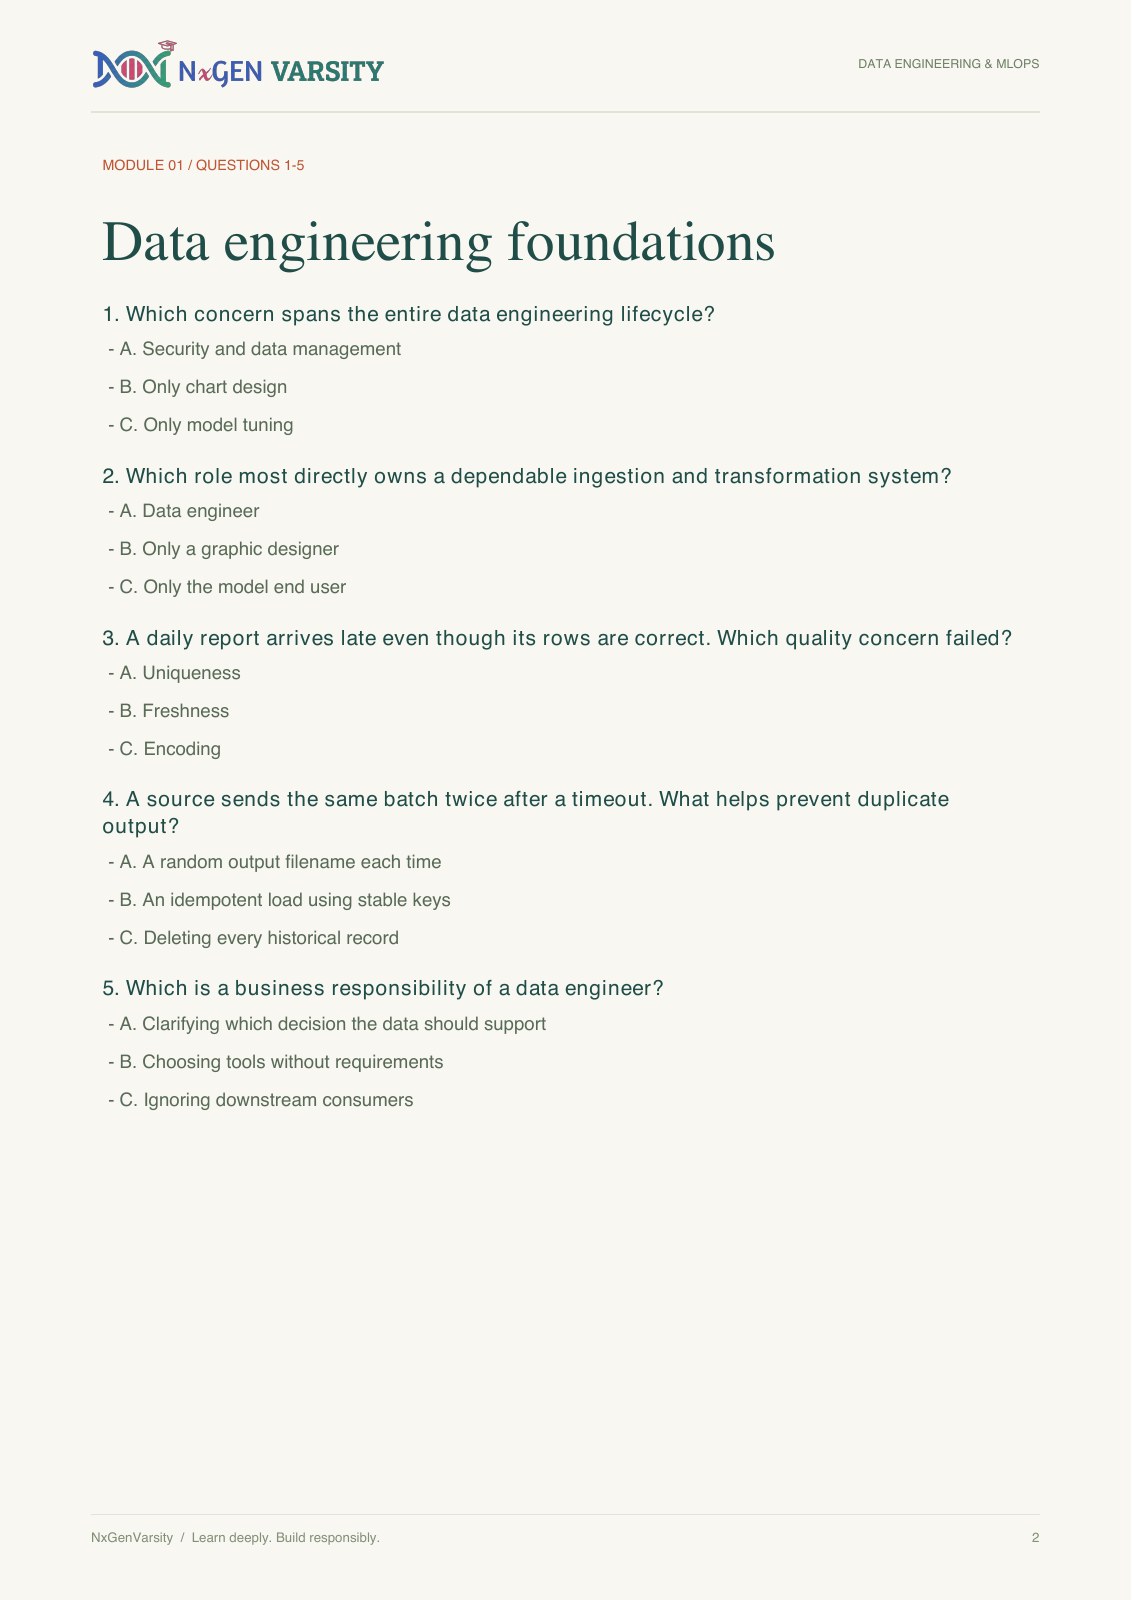 NxGEN VARSITY
DATA ENGINEERING & MLOPS
MODULE 01 / QUESTIONS 1-5
Data engineering foundations
1. Which concern spans the entire data engineering lifecycle?
- A. Security and data management
- B. Only chart design
- C. Only model tuning
2. Which role most directly owns a dependable ingestion and transformation system?
- A. Data engineer
- B. Only a graphic designer
- C. Only the model end user
3. A daily report arrives late even though its rows are correct. Which quality concern failed?
- A. Uniqueness
- B. Freshness
- C. Encoding
4. A source sends the same batch twice after a timeout. What helps prevent duplicate
output?
- A. A random output filename each time
- B. An idempotent load using stable keys
- C. Deleting every historical record
5. Which is a business responsibility of a data engineer?
- A. Clarifying which decision the data should support
- B. Choosing tools without requirements
- C. Ignoring downstream consumers
NxGenVarsity / Learn deeply. Build responsibly.
2